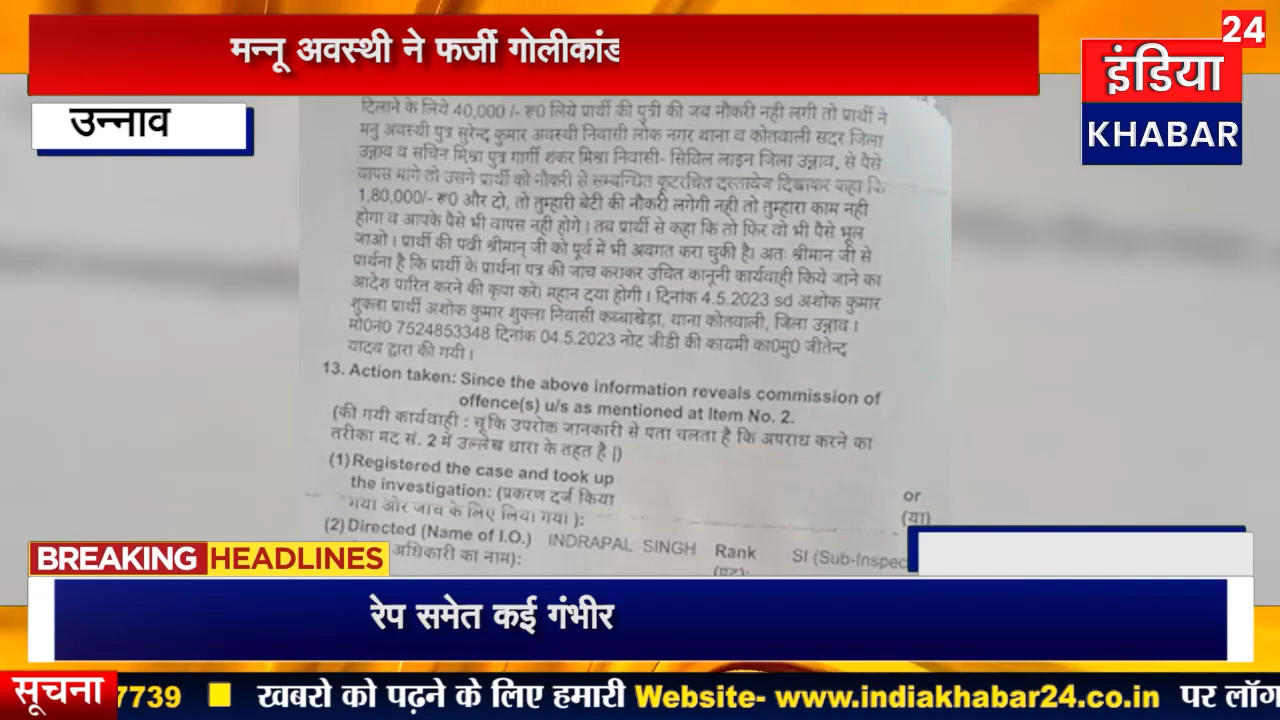 मन्नू अवस्थी ने फर्जी गोलीकांड
24
इंडिया
KHABAR
उन्नाव
दिलाने के लिये 40,000 /- रू0 लिये प्रार्थी की पुत्री की जब नौकरी नही लगी तो प्रार्थी ने
मनु अवस्थी पुत्र सुरेन्द्र कुमार अवस्थी निवासी लोक नगर थाना व कोतवाली सदर जिला
उन्नाव व सचिन मिश्रा पुत्र गार्गी शंकर मिश्रा निवासी- सिविल लाइन जिला उन्नाव, से पैसे
वापस मांगे तो उसने प्रार्थी को नौकरी से सम्बन्धित कूटरचित दस्तावेज दिखाकर कहा कि
1,80,000/- रू0 और दो, तो तुम्हारी बेटी की नौकरी लगेगी नही तो तुम्हारा काम नही
होगा व आपके पैसे भी वापस नही होगे। तब प्रार्थी से कहा कि तो फिर वो भी पैसे भूल
जाओ। प्रार्थी की पत्नी श्रीमान् जी को पूर्व मे भी अवगत करा चुकी है। अतः श्रीमान जी से
प्रार्थना है कि प्रार्थी के प्रार्थना पत्र की जांच कराकर उचित कानूनी कार्यवाही किये जाने का
आदेश पारित करने की कृपा करे। महान दया होगी। दिनांक 4.5.2023 sd अशोक कुमार
शुक्ला प्रार्थी अशोक कुमार शुक्ला निवासी कब्बाखेड़ा, थाना कोतवाली, जिला उन्नाव।
मो0नं0 7524853348 दिनांक 04.5.2023 नोट जीडी की कायमी का0मु0 जीतेन्द्र
यादव द्वारा की गयी।
13. Action taken: Since the above information reveals commission of
offence(s) u/s as mentioned at Item No. 2.
(की गयी कार्यवाही : चूंकि उपरोक्त जानकारी से पता चलता है कि अपराध करने का
तरीका मद सं. 2 में उल्लेख धारा के तहत है।)
(1) Registered the case and took up
the investigation: (प्रकरण दर्ज किया
गया और जांच के लिए लिया गया ):
or
(या)
(2) Directed (Name of I.O.) INDRAPAL SINGH Rank SI (Sub-Inspec
अधिकारी का नाम): (पद):
BREAKING HEADLINES
रेप समेत कई गंभीर
सूचना 7739 खबरो को पढ़ने के लिए हमारी Website- www.indiakhabar24.co.in पर लॉग